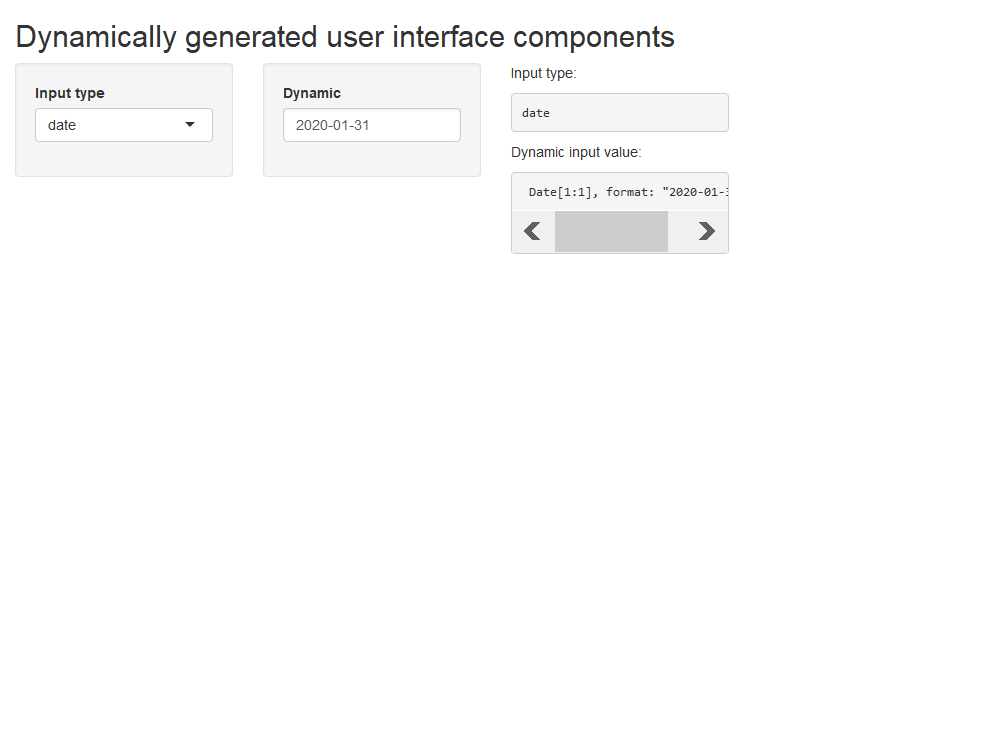 Dynamically generated user interface components
Input type
date
Dynamic
2020-01-31
Input type:
date
Dynamic input value:
Date[1:1], format: "2020-01-3